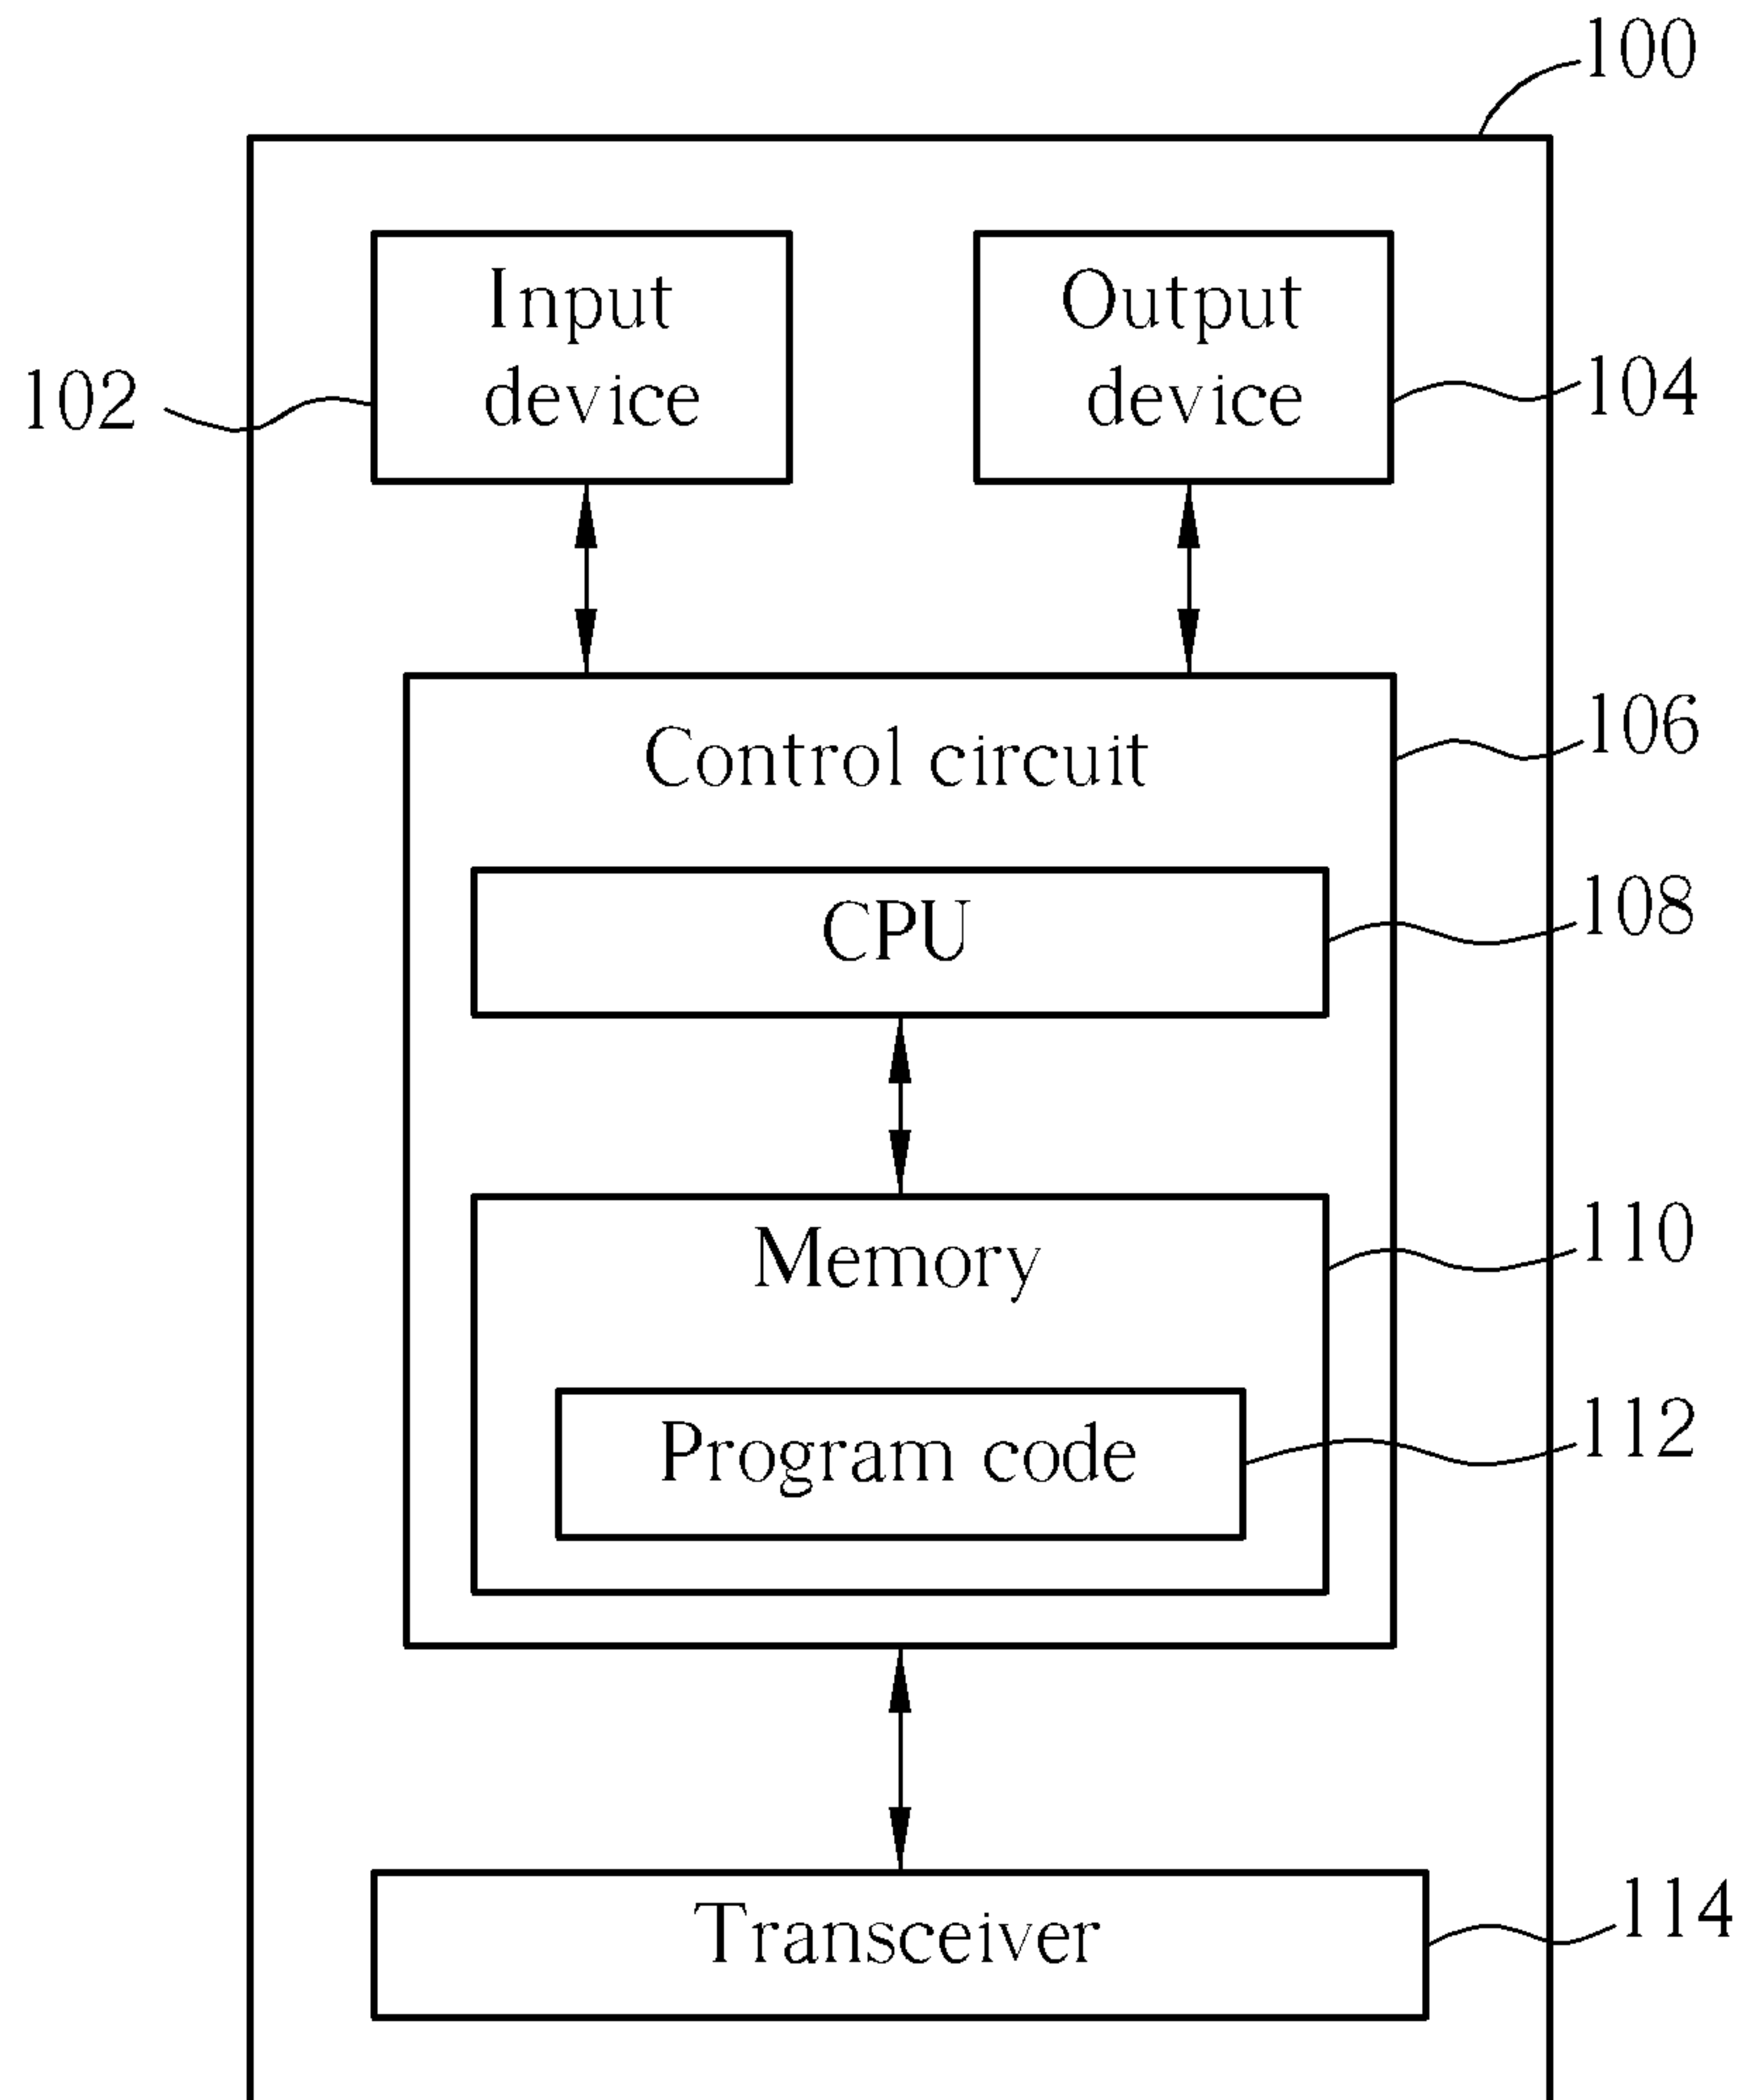 100
Input
device
Output
device
102
104
Control circuit
106
CPU
108
Memory
110
Program code
112
Transceiver
114